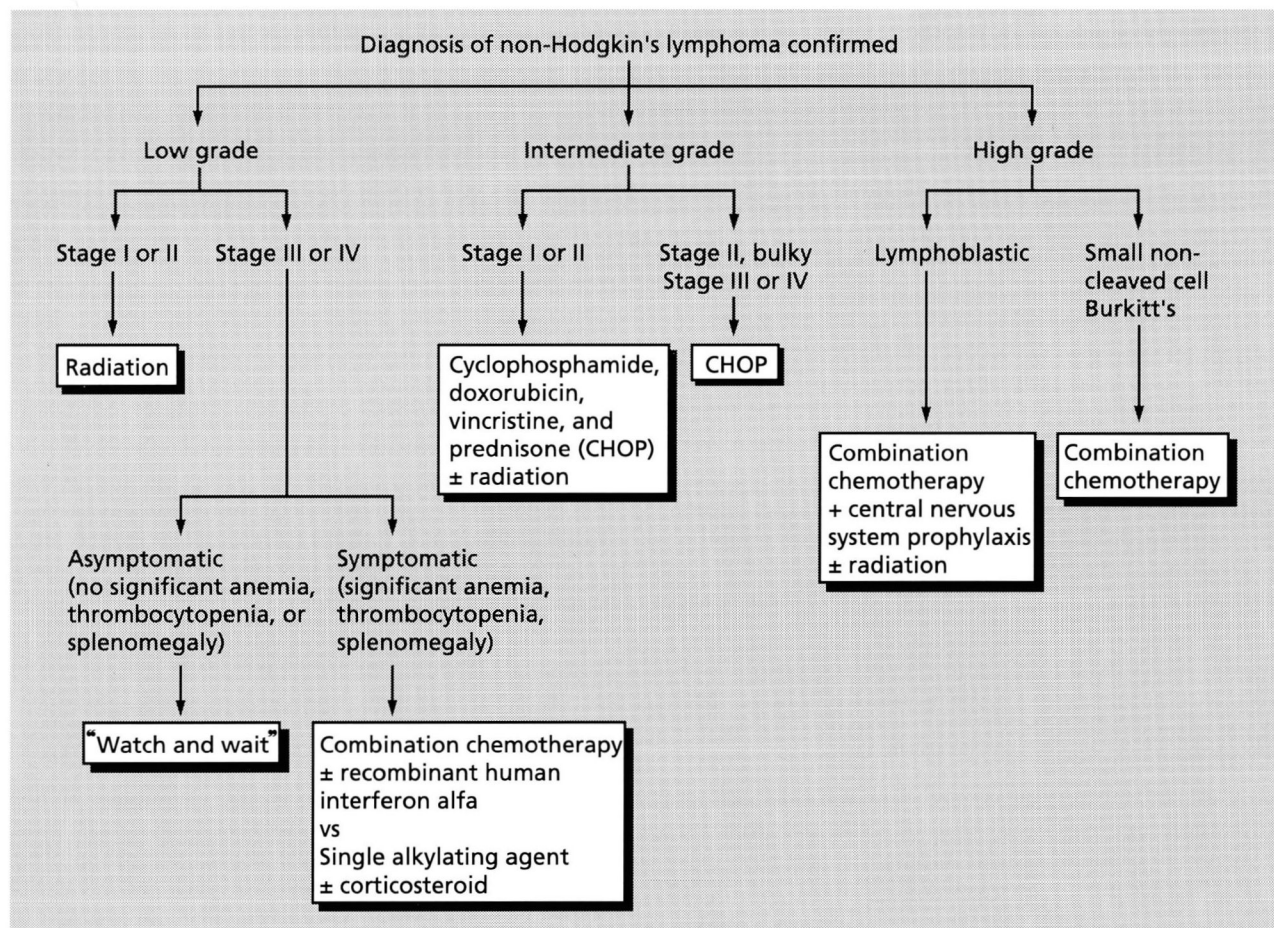 Diagnosis of non-Hodgkin's lymphoma confirmed
Low grade
Intermediate grade
High grade
Stage I or II
Stage III or IV
Stage I or II
Stage II, bulky
Stage III or IV
Lymphoblastic
Small non-
cleaved cell
Burkitt's
Radiation
Cyclophosphamide,
doxorubicin,
vincristine, and
prednisone (CHOP)
± radiation
CHOP
Combination
chemotherapy
+ central nervous
system prophylaxis
± radiation
Combination
chemotherapy
Asymptomatic
(no significant anemia,
thrombocytopenia, or
splenomegaly)
Symptomatic
(significant anemia,
thrombocytopenia,
splenomegaly)
"Watch and wait"
Combination chemotherapy
± recombinant human
interferon alfa
vs
Single alkylating agent
± corticosteroid